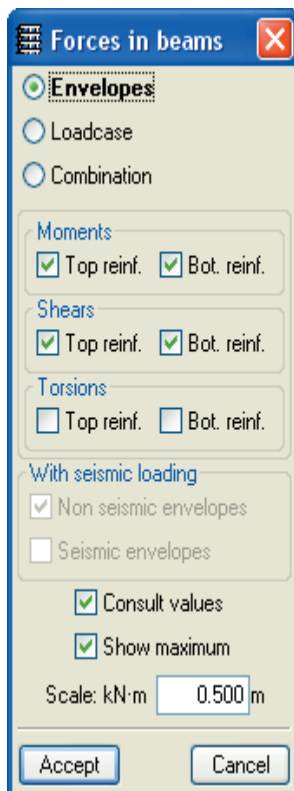 Forces in beams
Envelopes
Loadcase
Combination
Moments
Top reinf. Bot. reinf.
Shears
Top reinf. Bot. reinf.
Torsions
Top reinf. Bot. reinf.
With seismic loading
Non seismic envelopes
Seismic envelopes
Consult values
Show maximum
Scale: kN·m 0.500 m
Accept Cancel